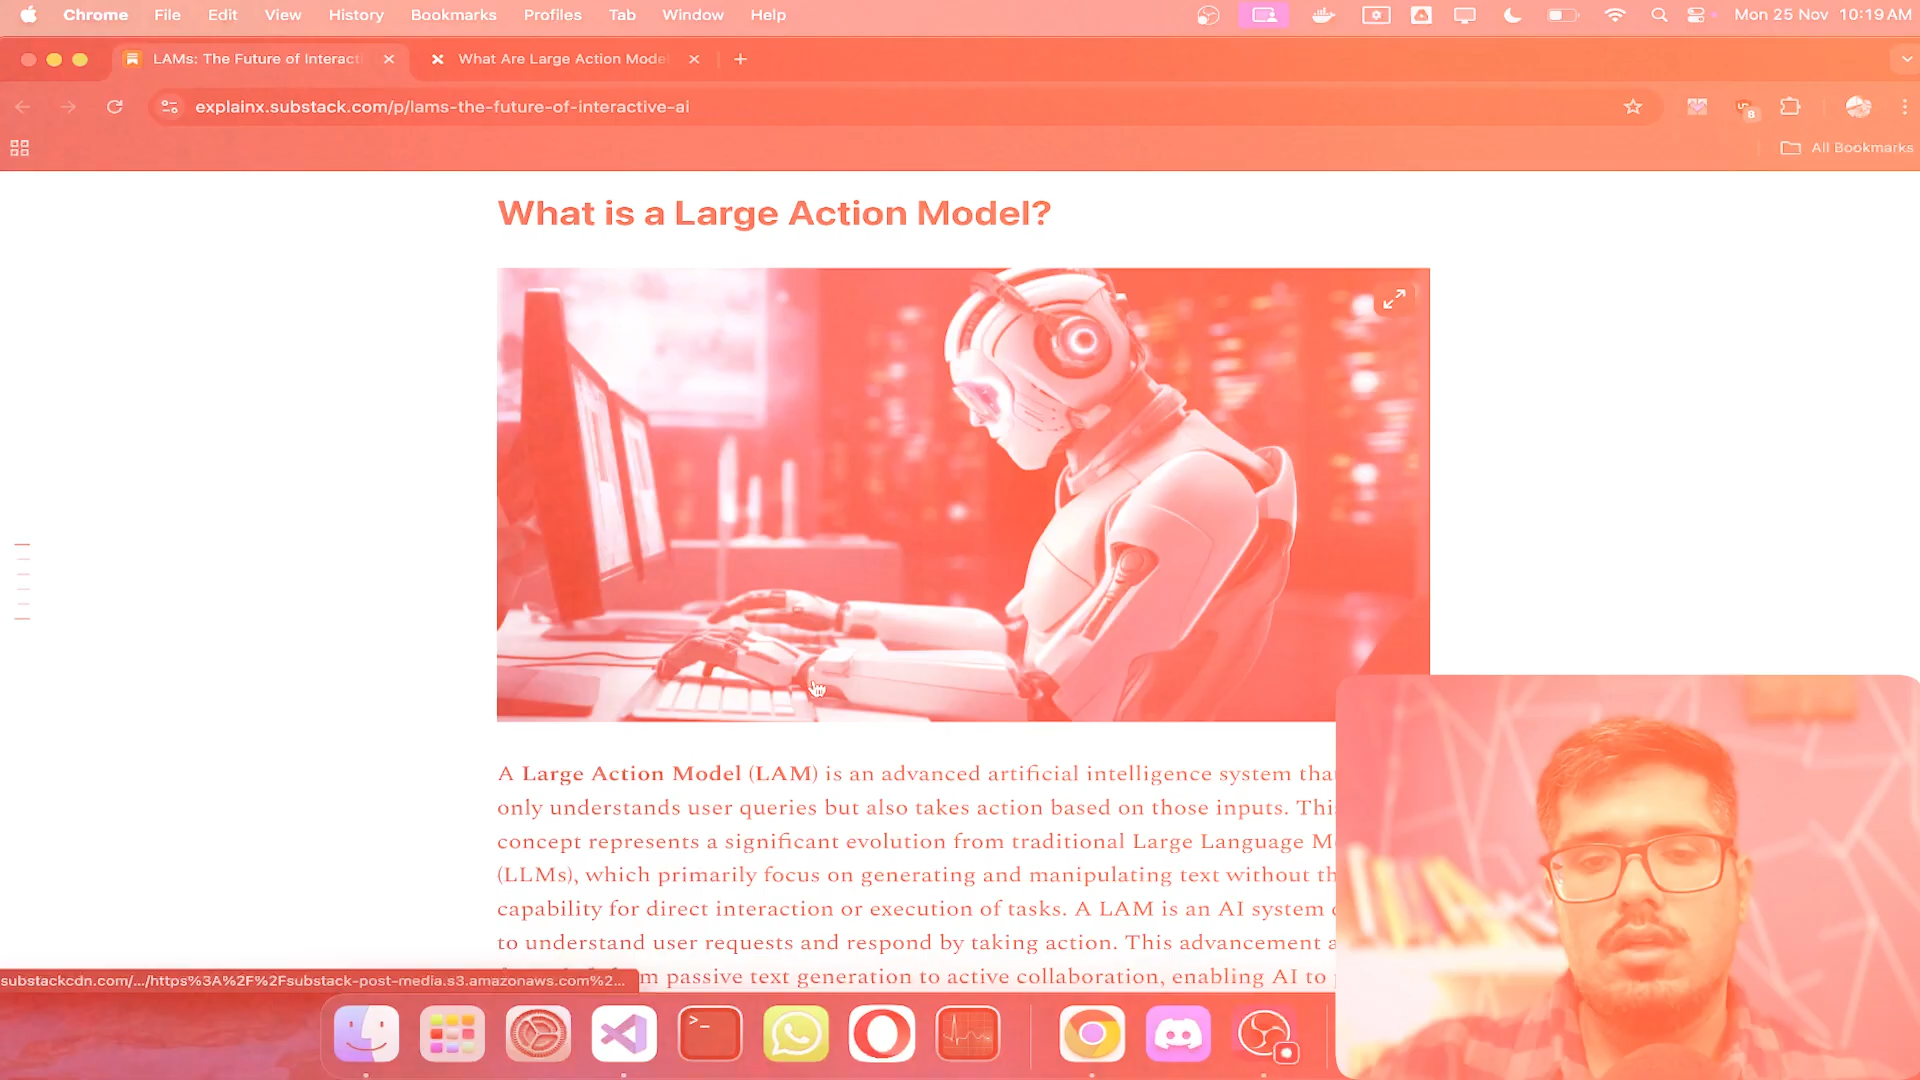 Chrome File Edit View History Bookmarks Profiles Tab Window Help Mon 25 Nov 10:19 AM
LAMs: The Future of Interacti What Are Large Action Model
explainx.substack.com/p/lams-the-future-of-interactive-ai
8
All Bookmarks
What is a Large Action Model?
A Large Action Model (LAM) is an advanced artificial intelligence system tha
only understands user queries but also takes action based on those inputs. Thi
concept represents a significant evolution from traditional Large Language M
(LLMs), which primarily focus on generating and manipulating text without th
capability for direct interaction or execution of tasks. A LAM is an AI system
to understand user requests and respond by taking action. This advancement a
m passive text generation to active collaboration, enabling AI to p
substackcdn.com/.../https%3A%2F%2Fsubstack-post-media.s3.amazonaws.com%2...